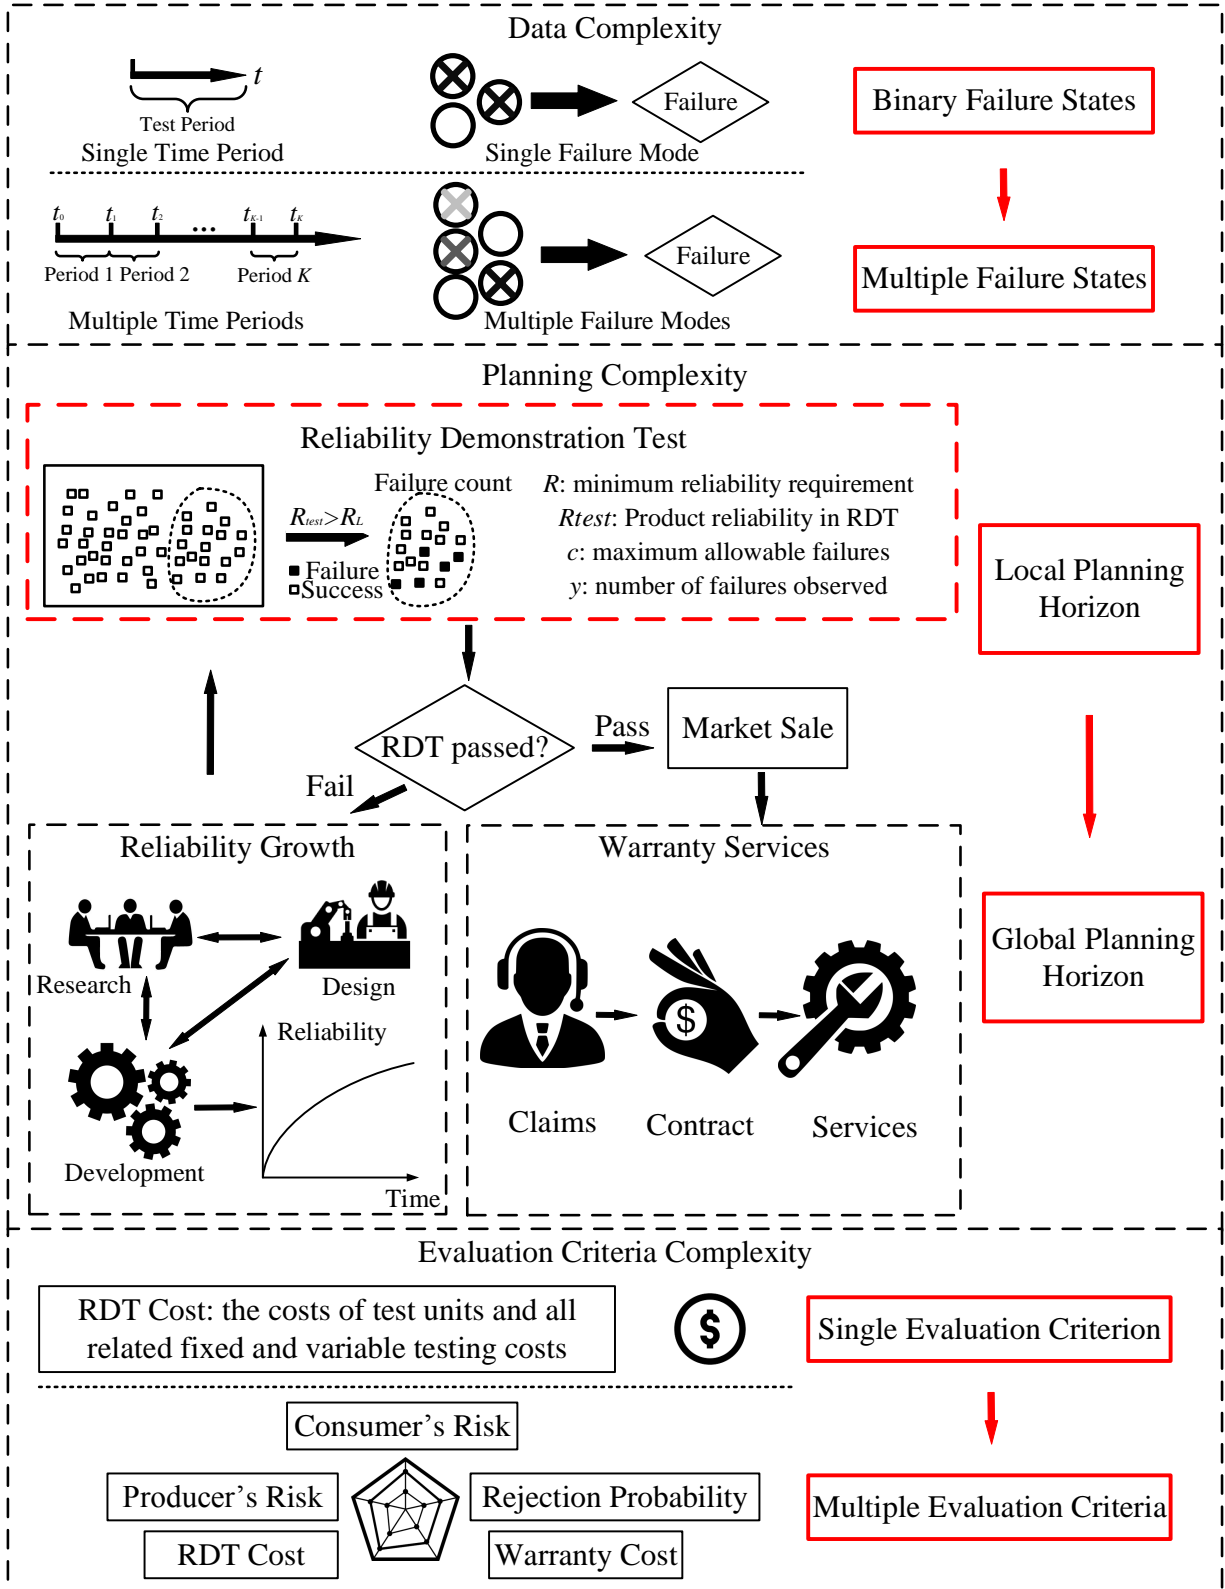 Data Complexity
t
Test Period
Single Time Period
Failure
Single Failure Mode
Binary Failure States
t0 t1 t2 ... tK-1 tK
Period 1 Period 2 Period K
Multiple Time Periods
Failure
Multiple Failure Modes
Multiple Failure States
Planning Complexity
Reliability Demonstration Test
Rtest>RL
Failure
Success
Failure count
R: minimum reliability requirement
Rtest: Product reliability in RDT
c: maximum allowable failures
y: number of failures observed
Local Planning
Horizon
RDT passed?
Pass
Market Sale
Fail
Reliability Growth
Research
Design
Development
Reliability
Time
Warranty Services
$
Claims
Contract
Services
Global Planning
Horizon
Evaluation Criteria Complexity
RDT Cost: the costs of test units and all
related fixed and variable testing costs
$
Single Evaluation Criterion
Consumer’s Risk
Producer’s Risk
Rejection Probability
RDT Cost
Warranty Cost
Multiple Evaluation Criteria